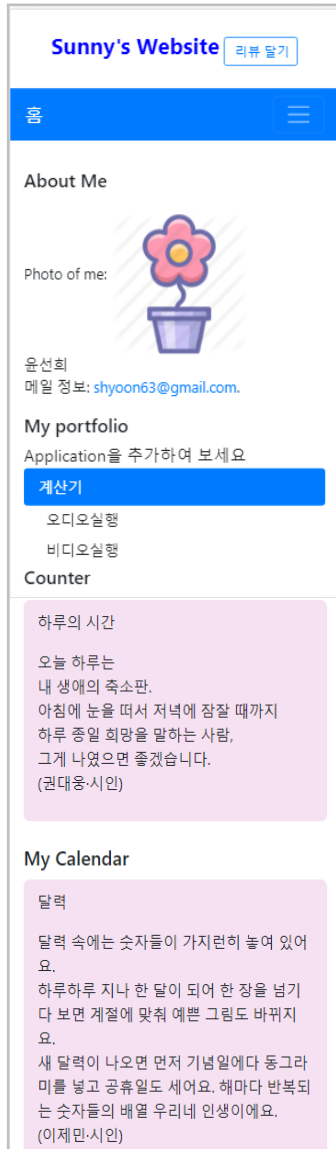 Sunny's Website 리뷰 달기
홈
About Me
Photo of me:
윤선희
메일 정보: shyoon63@gmail.com.
My portfolio
Application을 추가하여 보세요
계산기
오디오실행
비디오실행
Counter
하루의 시간
오늘 하루는
내 생애의 축소판.
아침에 눈을 떠서 저녁에 잠잘 때까지
하루 종일 희망을 말하는 사람,
그게 나였으면 좋겠습니다.
(권대웅·시인)
My Calendar
달력
달력 속에는 숫자들이 가지런히 놓여 있어
요.
하루하루 지나 한 달이 되어 한 장을 넘기
다 보면 계절에 맞춰 예쁜 그림도 바뀌지
요.
새 달력이 나오면 먼저 기념일에다 동그라
미를 넣고 공휴일도 세어요. 해마다 반복되
는 숫자들의 배열 우리네 인생이에요.
(이제민·시인)